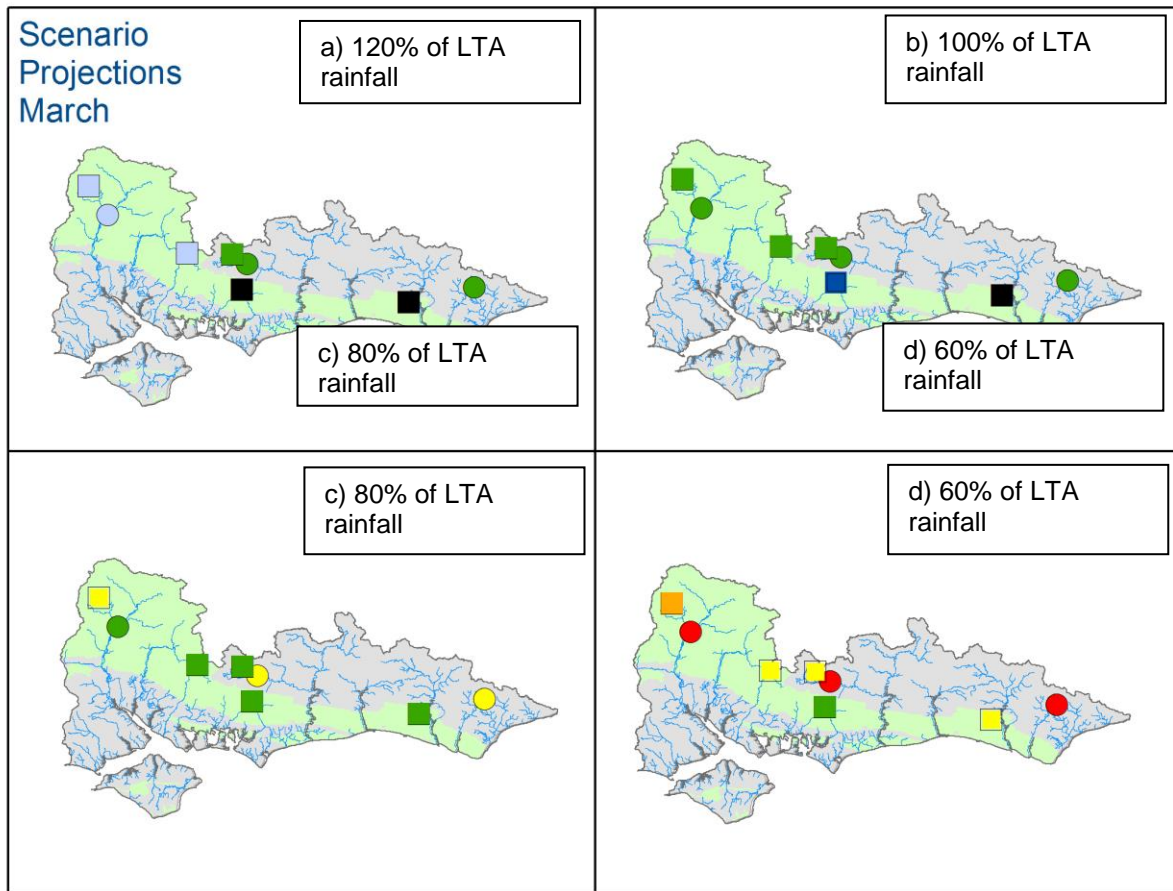 Scenario
Projections
March
a) 120% of LTA
rainfall
b) 100% of LTA
rainfall
c) 80% of LTA
rainfall
d) 60% of LTA
rainfall
c) 80% of LTA
rainfall
d) 60% of LTA
rainfall